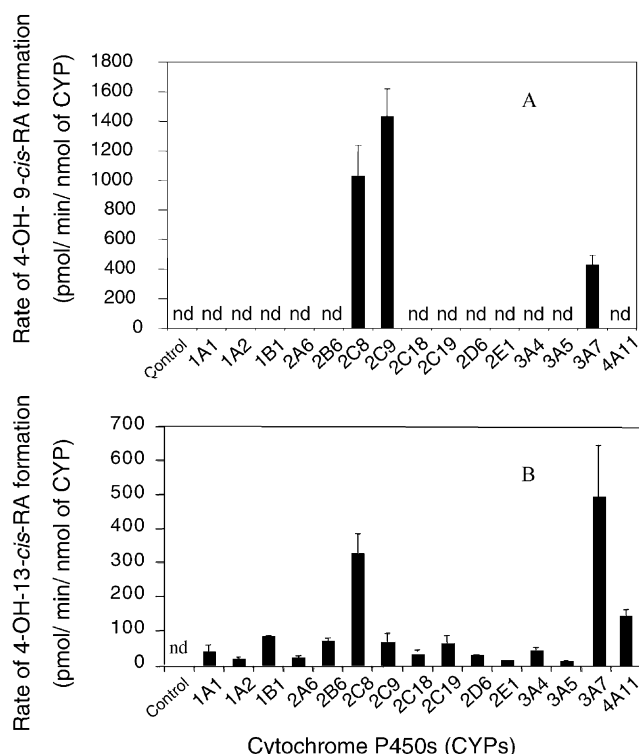 Rate of 4-OH- 9-cis-RA formation
(pmol/ min/ nmol of CYP)
1800
1600
1400
1200
1000
800
600
400
200
0
A
nd nd nd nd nd nd nd nd nd nd nd nd nd
Control 1A1 1A2 1B1 2A6 2B6 2C8 2C9 2C18 2C19 2D6 2E1 3A4 3A5 3A7 4A11
Rate of 4-OH-13-cis-RA formation
(pmol/ min/ nmol of CYP)
700
600
500
400
300
200
100
0
B
nd
Control 1A1 1A2 1B1 2A6 2B6 2C8 2C9 2C18 2C19 2D6 2E1 3A4 3A5 3A7 4A11
Cytochrome P450s (CYPs)